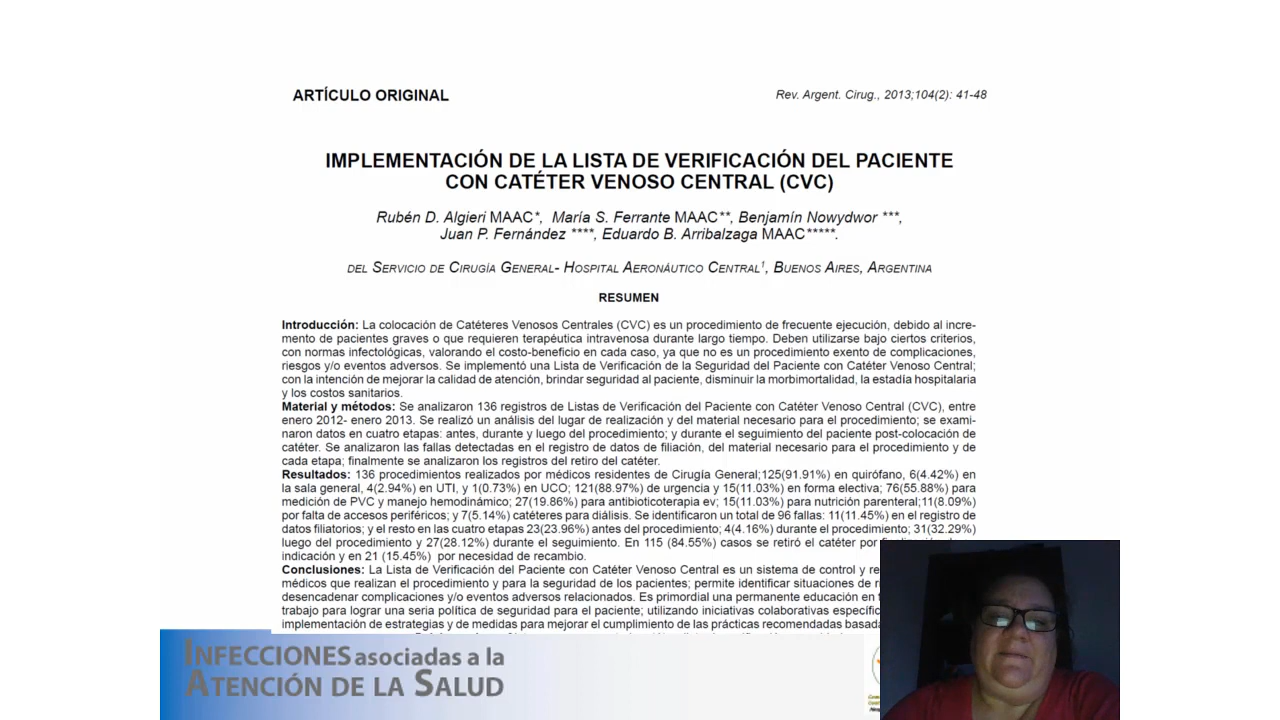 ARTÍCULO ORIGINAL
Rev. Argent. Cirug., 2013;104(2): 41-48
IMPLEMENTACIÓN DE LA LISTA DE VERIFICACIÓN DEL PACIENTE
CON CATÉTER VENOSO CENTRAL (CVC)
Rubén D. Algieri MAAC*, María S. Ferrante MAAC**, Benjamín Nowydwor ***,
Juan P. Fernández ****, Eduardo B. Arribalzaga MAAC*****.
DEL SERVICIO DE CIRUGÍA GENERAL- HOSPITAL AERONÁUTICO CENTRAL¹, BUENOS AIRES, ARGENTINA
RESUMEN
Introducción: La colocación de Catéteres Venosos Centrales (CVC) es un procedimiento de frecuente ejecución, debido al incre-
mento de pacientes graves o que requieren terapéutica intravenosa durante largo tiempo. Deben utilizarse bajo ciertos criterios,
con normas infectológicas, valorando el costo-beneficio en cada caso, ya que no es un procedimiento exento de complicaciones,
riesgos y/o eventos adversos. Se implementó una Lista de Verificación de la Seguridad del Paciente con Catéter Venoso Central;
con la intención de mejorar la calidad de atención, brindar seguridad al paciente, disminuir la morbimortalidad, la estadía hospitalaria
y los costos sanitarios.
Material y métodos: Se analizaron 136 registros de Listas de Verificación del Paciente con Catéter Venoso Central (CVC), entre
enero 2012- enero 2013. Se realizó un análisis del lugar de realización y del material necesario para el procedimiento; se exami-
naron datos en cuatro etapas: antes, durante y luego del procedimiento; y durante el seguimiento del paciente post-colocación de
catéter. Se analizaron las fallas detectadas en el registro de datos de filiación, del material necesario para el procedimiento y de
cada etapa; finalmente se analizaron los registros del retiro del catéter.
Resultados: 136 procedimientos realizados por médicos residentes de Cirugía General;125(91.91%) en quirófano, 6(4.42%) en
la sala general, 4(2.94%) en UTI, y 1(0.73%) en UCO; 121(88.97%) de urgencia y 15(11.03%) en forma electiva; 76(55.88%) para
medición de PVC y manejo hemodinámico; 27(19.86%) para antibioticoterapia ev; 15(11.03%) para nutrición parenteral;11(8.09%)
por falta de accesos periféricos; y 7(5.14%) catéteres para diálisis. Se identificaron un total de 96 fallas: 11(11.45%) en el registro de
datos filiatorios; y el resto en las cuatro etapas 23(23.96%) antes del procedimiento; 4(4.16%) durante el procedimiento; 31(32.29%)
luego del procedimiento y 27(28.12%) durante el seguimiento. En 115 (84.55%) casos se retiró el catéter por
indicación y en 21 (15.45%) por necesidad de recambio.
Conclusiones: La Lista de Verificación del Paciente con Catéter Venoso Central es un sistema de control y
médicos que realizan el procedimiento y para la seguridad de los pacientes; permite identificar situaciones de
desencadenar complicaciones y/o eventos adversos relacionados. Es primordial una permanente educación en
trabajo para lograr una seria política de seguridad para el paciente; utilizando iniciativas colaborativas
implementación de estrategias y de medidas para mejorar el cumplimiento de las prácticas recomendadas
INFECCIONES asociadas a la
ATENCIÓN DE LA SALUD